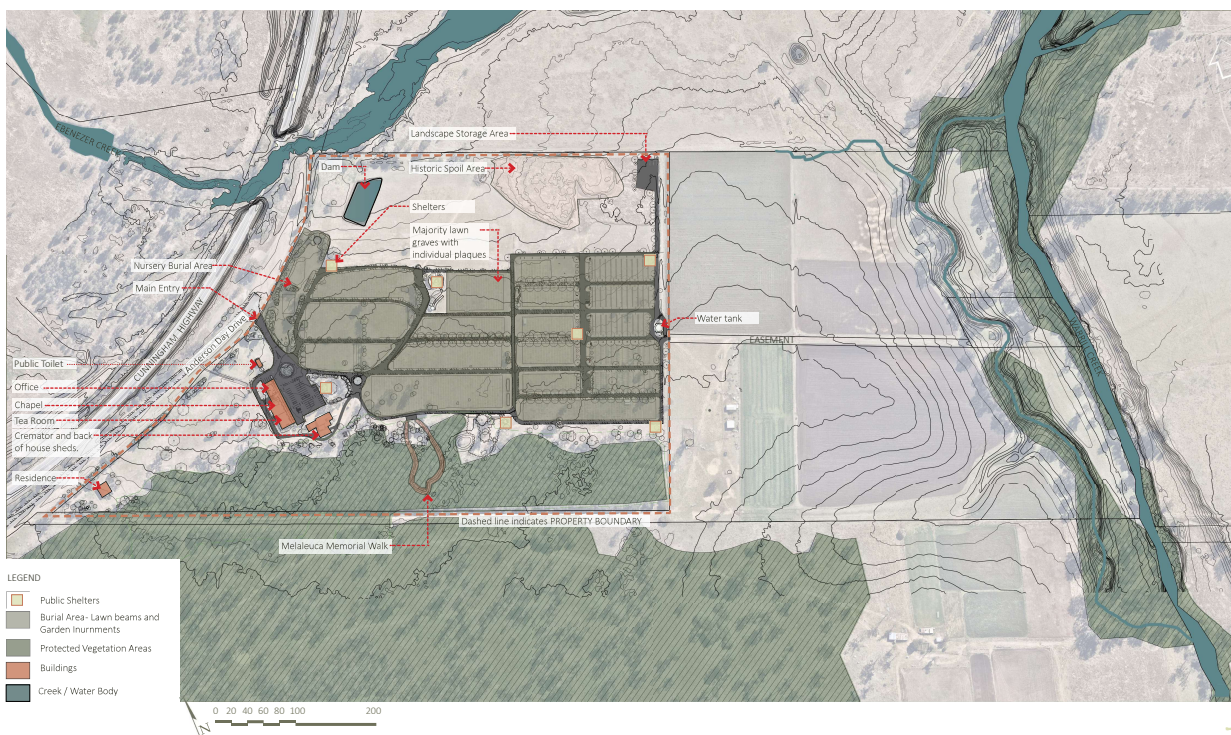 EBENEZER CREEK
Landscape Storage Area
Dam
Historic Spoil Area
Shelters
Majority lawn
graves with
individual plaques
Nursery Burial Area
Main Entry
CUNNINGHAM HIGHWAY
Anderson Day Drive
Water tank
EASEMENT
WARRILL CREEK
Public Toilet
Office
Chapel
Tea Room
Cremator and back
of house sheds.
Residence
Dashed line indicates PROPERTY BOUNDARY
Melaleuca Memorial Walk
LEGEND
Public Shelters
Burial Area - Lawn beams and
Garden Inurnments
Protected Vegetation Areas
Buildings
Creek / Water Body
N
0 20 40 60 80 100 200